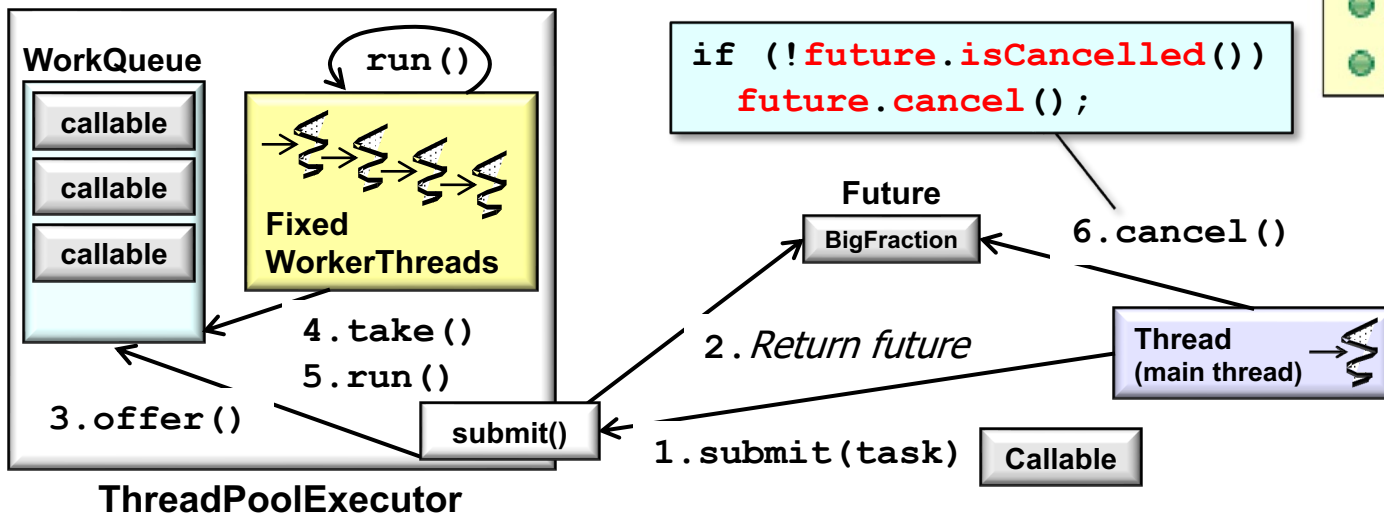 WorkQueue
callable
callable
callable
run()
Fixed
WorkerThreads
if (!future.isCancelled())
future.cancel();
Future
BigFraction
6.cancel()
4.take()
5.run()
2.Return future
Thread
(main thread)
3.offer()
submit()
1.submit(task)
Callable
ThreadPoolExecutor